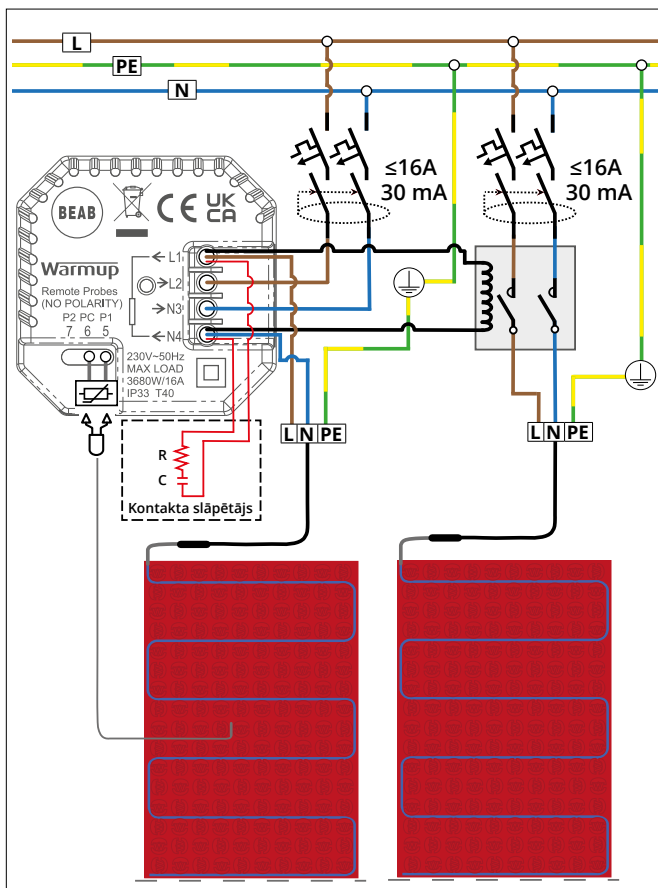 L
PE
N
≤16A
30 mA
≤16A
30 mA
BEAB
CE UK CA
Warmup
Remote Probes
(NO POLARITY)
P2 PC P1
7 6 5
L1
L2
N3
N4
230V~50Hz
MAX LOAD
3680W/16A
IP33 T40
L N PE
L N PE
R
C
Kontakta slāpētājs